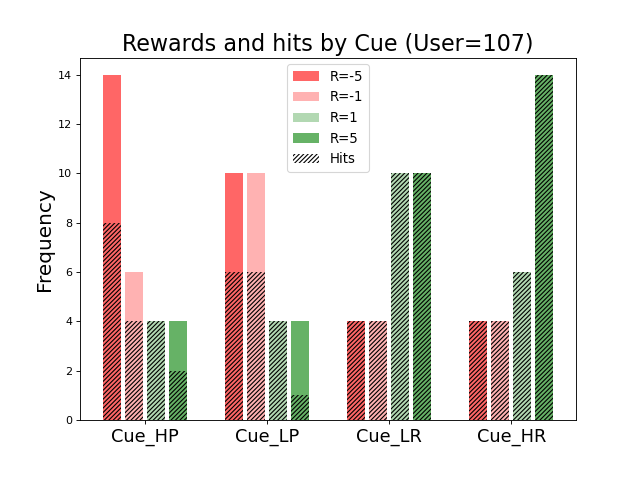 Rewards and hits by Cue (User=107)
R=-5
R=-1
R=1
R=5
Hits
Frequency
14
12
10
8
6
4
2
0
Cue_HP
Cue_LP
Cue_LR
Cue_HR